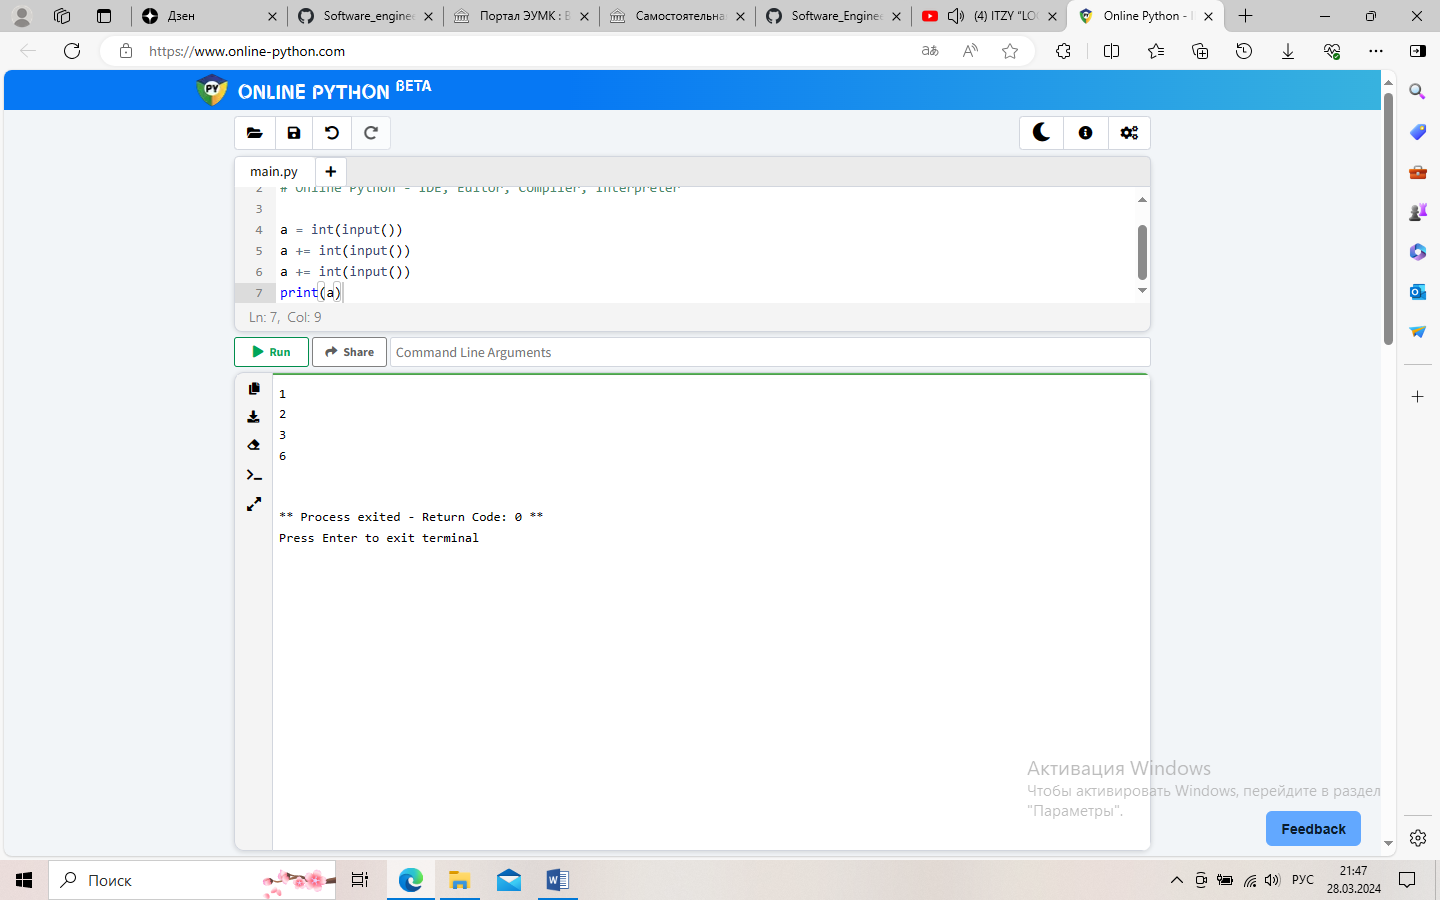 Дзен
Software_engine
Портал ЭУМК : В
Самостоятельна
Software_Engine
(4) ITZY “LO
Online Python -
https://www.online-python.com
PY ONLINE PYTHON BETA
main.py +
2 # Online Python - IDE, Editor, Compiler, Interpreter
3
4 a = int(input())
5 a += int(input())
6 a += int(input())
7 print(a)
Ln: 7, Col: 9
Run Share Command Line Arguments
1
2
3
6
** Process exited - Return Code: 0 **
Press Enter to exit terminal
Активация Windows
Чтобы активировать Windows, перейдите в раздел
"Параметры".
Feedback
Поиск
РУС
21:47
28.03.2024